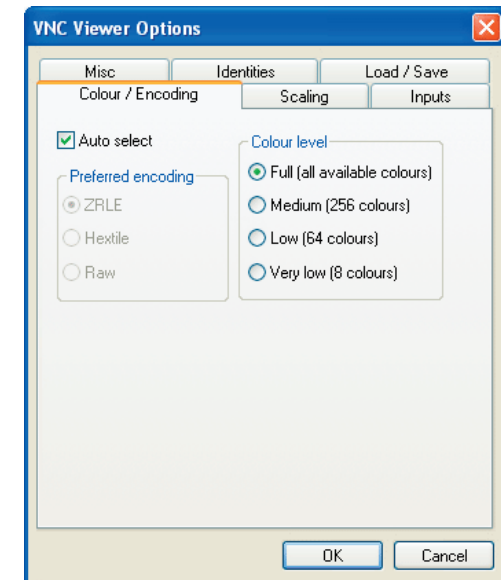 VNC Viewer Options
Misc Identities Load / Save
Colour / Encoding Scaling Inputs
Auto select
Preferred encoding
ZRLE
Hextile
Raw
Colour level
Full (all available colours)
Medium (256 colours)
Low (64 colours)
Very low (8 colours)
OK Cancel